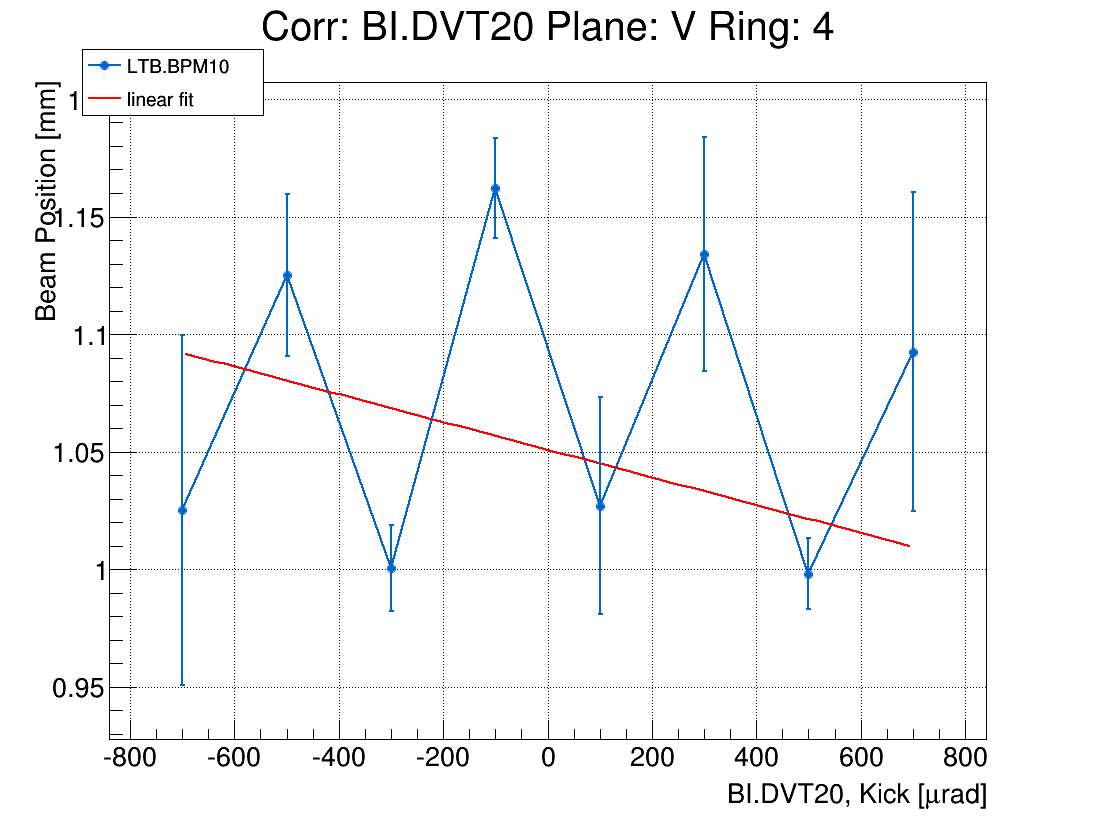 Corr: BI.DVT20 Plane: V Ring: 4
LTB.BPM10
linear fit
Beam Position [mm]
1.15
1.1
1.05
1
0.95
-800 -600 -400 -200 0 200 400 600 800
BI.DVT20, Kick [μrad]